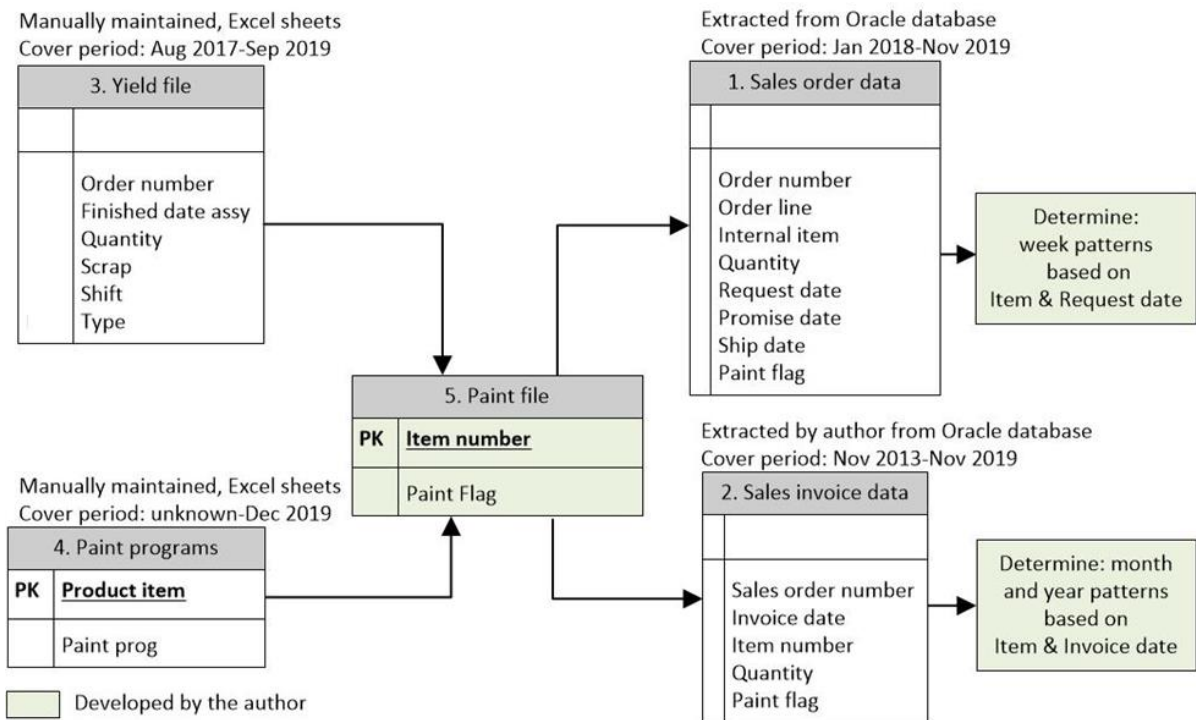 Manually maintained, Excel sheets
Cover period: Aug 2017-Sep 2019
3. Yield file
Order number
Finished date assy
Quantity
Scrap
Shift
Type
Extracted from Oracle database
Cover period: Jan 2018-Nov 2019
1. Sales order data
Order number
Order line
Internal item
Quantity
Request date
Promise date
Ship date
Paint flag
Determine:
week patterns
based on
Item & Request date
5. Paint file
PK Item number
Paint Flag
Manually maintained, Excel sheets
Cover period: unknown-Dec 2019
4. Paint programs
PK Product item
Paint prog
Extracted by author from Oracle database
Cover period: Nov 2013-Nov 2019
2. Sales invoice data
Sales order number
Invoice date
Item number
Quantity
Paint flag
Determine: month
and year patterns
based on
Item & Invoice date
Developed by the author